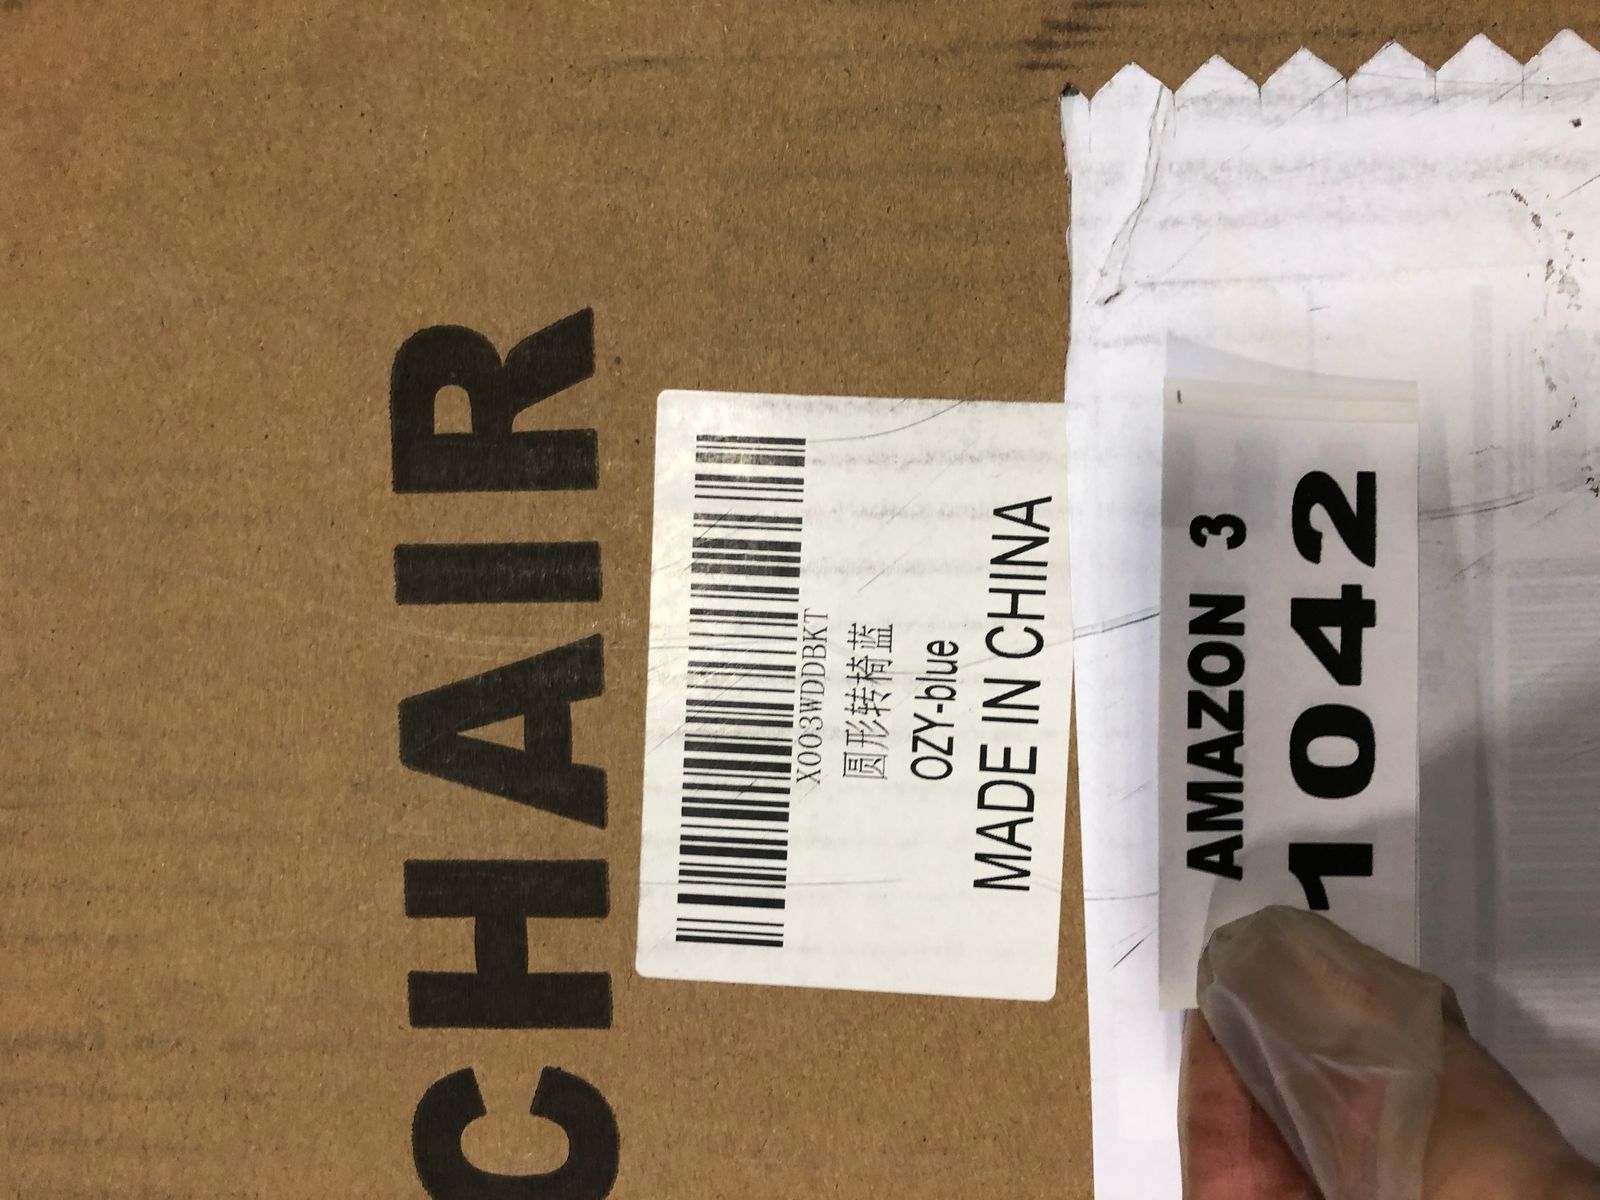 CHAIR
X003WDDBKT
圆形转椅蓝
OZY-blue
MADE IN CHINA
AMAZON 3
1042